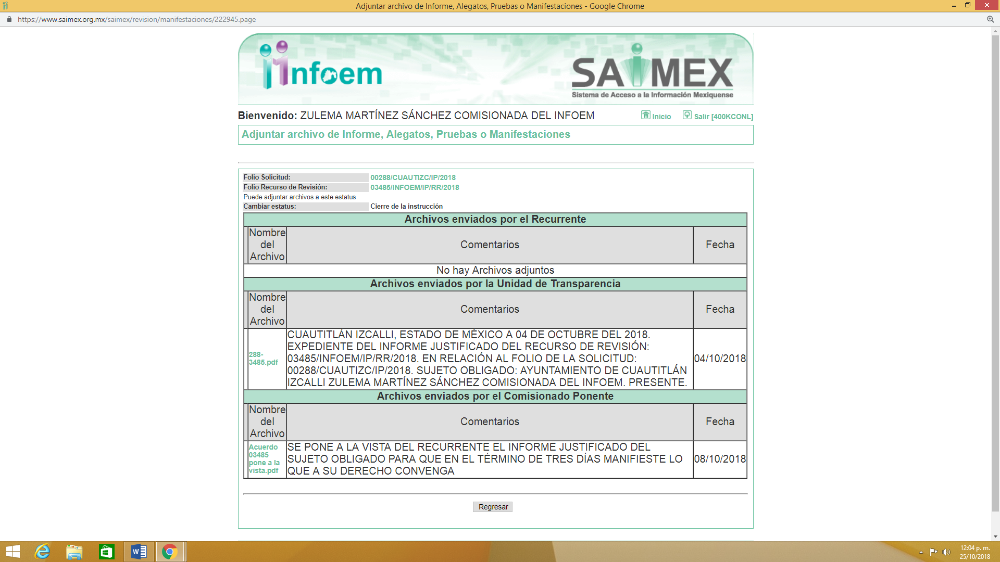 Adjuntar archivo de Informe, Alegatos, Pruebas o Manifestaciones - Google Chrome
https://www.saimex.org.mx/saimex/revision/manifestaciones/222945.page
infoem
SAIMEX
Sistema de Acceso a la Información Mexiquense
Bienvenido: ZULEMA MARTÍNEZ SÁNCHEZ COMISIONADA DEL INFOEM
Inicio
Salir [400KCONL]
Adjuntar archivo de Informe, Alegatos, Pruebas o Manifestaciones
Folio Solicitud: 00288/CUAUTIZC/IP/2018
Folio Recurso de Revisión: 03485/INFOEM/IP/RR/2018
Puede adjuntar archivos a este estatus
Cambiar estatus: Cierre de la instrucción
Archivos enviados por el Recurrente
Nombre
del
Archivo
Comentarios
Fecha
No hay Archivos adjuntos
Archivos enviados por la Unidad de Transparencia
Nombre
del
Archivo
Comentarios
Fecha
288-
3485.pdf
CUAUTITLÁN IZCALLI, ESTADO DE MÉXICO A 04 DE OCTUBRE DEL 2018.
EXPEDIENTE DEL INFORME JUSTIFICADO DEL RECURSO DE REVISIÓN:
03485/INFOEM/IP/RR/2018. EN RELACIÓN AL FOLIO DE LA SOLICITUD:
00288/CUAUTIZC/IP/2018. SUJETO OBLIGADO: AYUNTAMIENTO DE CUAUTITLÁN
IZCALLI ZULEMA MARTÍNEZ SÁNCHEZ COMISIONADA DEL INFOEM. PRESENTE.
04/10/2018
Archivos enviados por el Comisionado Ponente
Nombre
del
Archivo
Comentarios
Fecha
Acuerdo
03485
pone a la
vista.pdf
SE PONE A LA VISTA DEL RECURRENTE EL INFORME JUSTIFICADO DEL
SUJETO OBLIGADO PARA QUE EN EL TÉRMINO DE TRES DÍAS MANIFIESTE LO
QUE A SU DERECHO CONVENGA
08/10/2018
Regresar
12:04 p. m.
25/10/2018